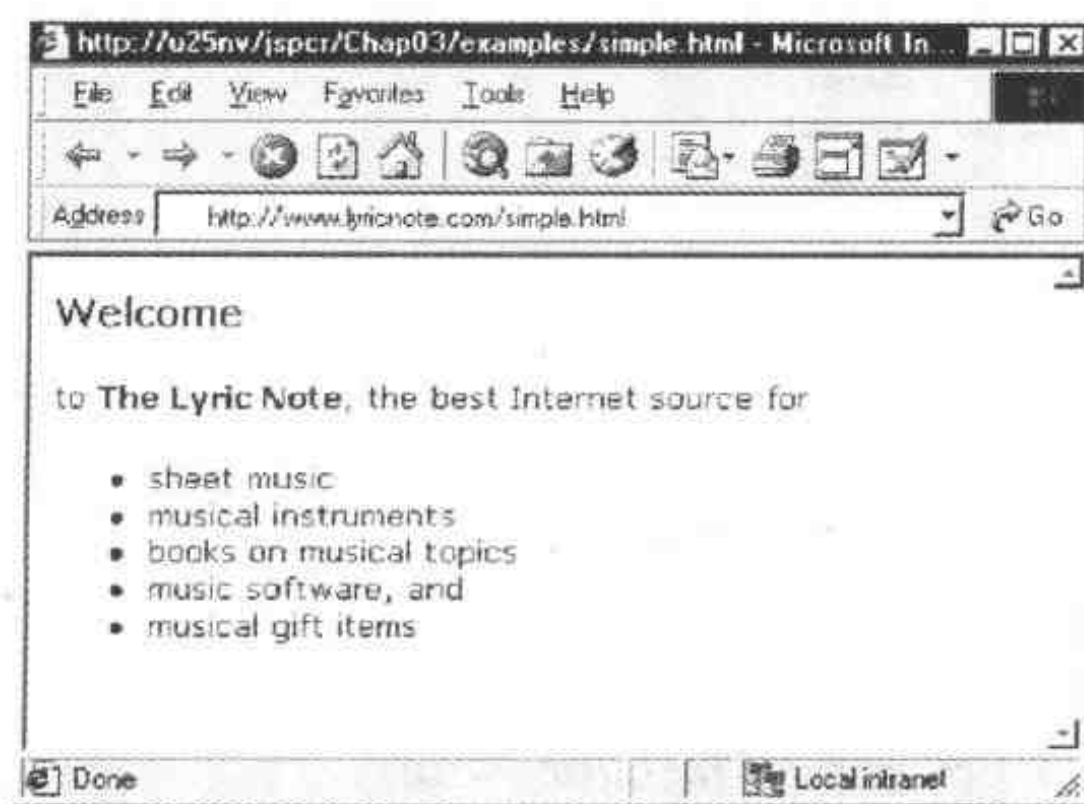 http://u25nv/jspcr/Chap03/examples/simple.html - Microsoft In...
File Edit View Favorites Tools Help
Address http://www.lyricnote.com/simple.html Go
Welcome
to The Lyric Note, the best Internet source for
• sheet music
• musical instruments
• books on musical topics
• music software, and
• musical gift items
Done Local intranet